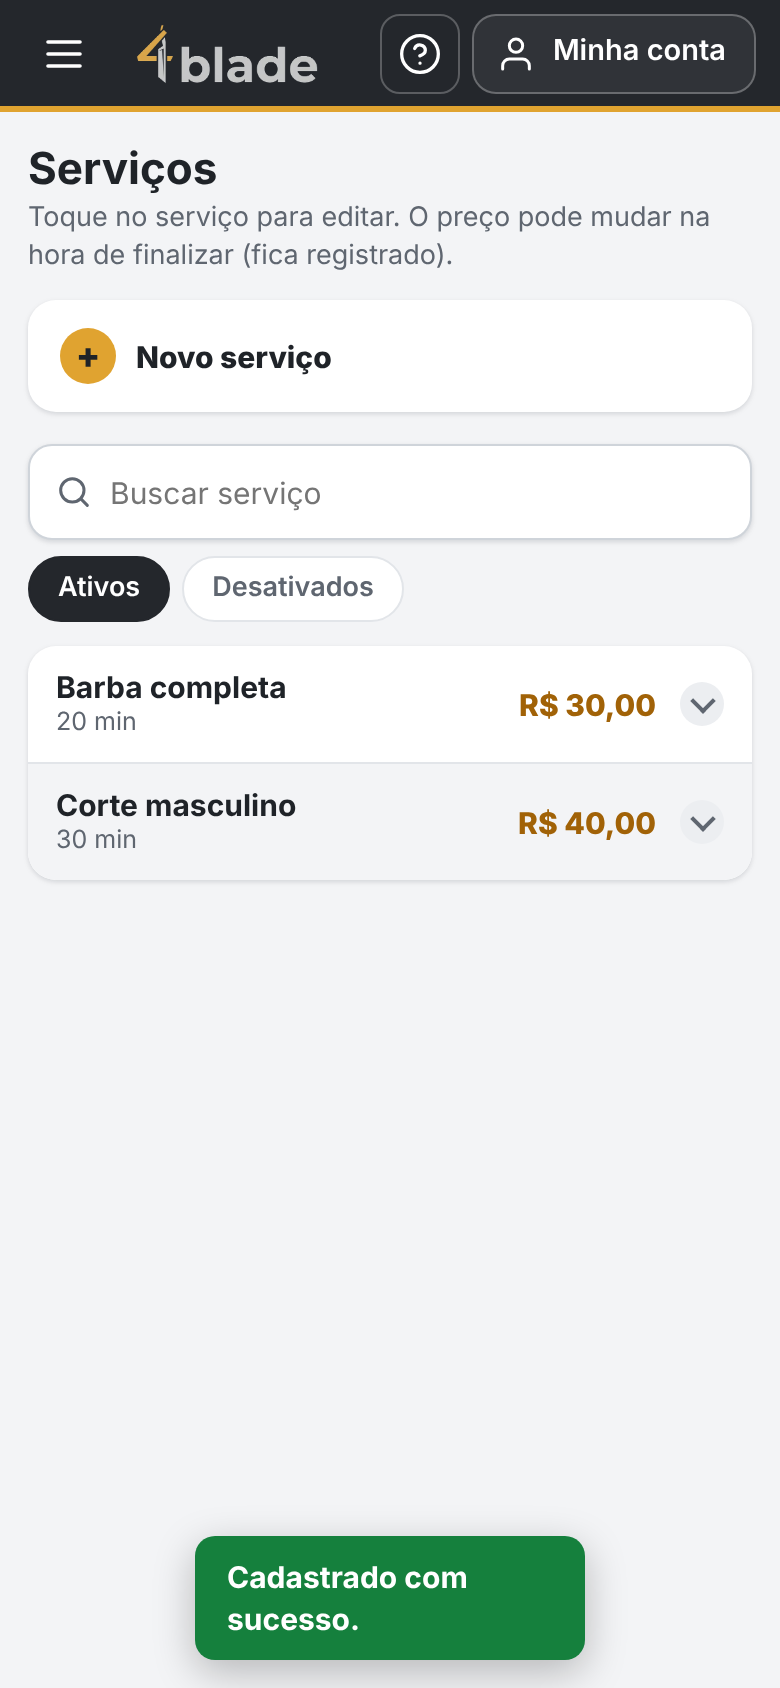 4blade
Minha conta
Serviços
Toque no serviço para editar. O preço pode mudar na
hora de finalizar (fica registrado).
+ Novo serviço
Buscar serviço
Ativos Desativados
Barba completa
20 min
R$ 30,00
Corte masculino
30 min
R$ 40,00
Cadastrado com
sucesso.